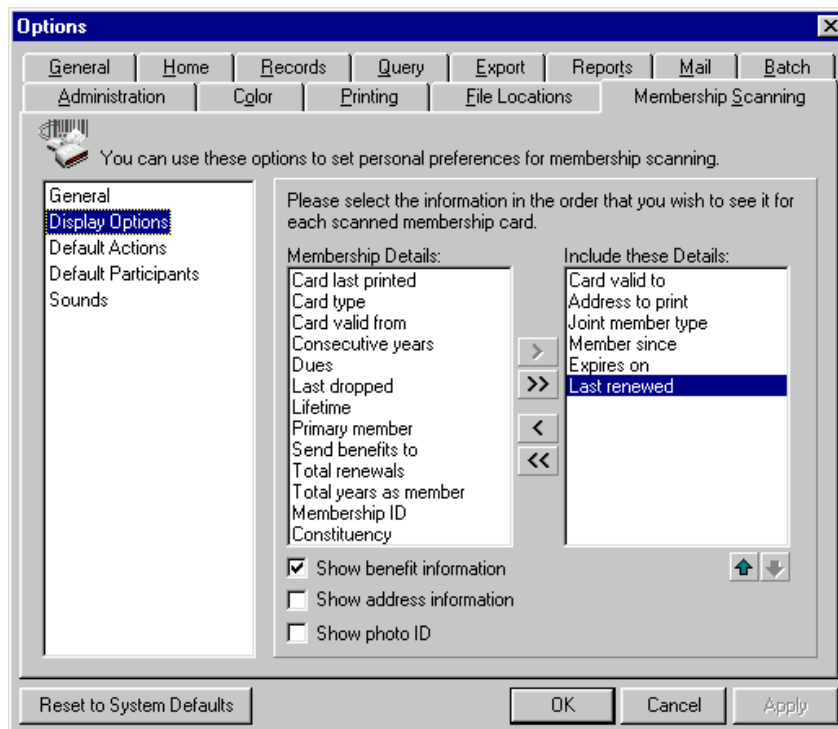 Options
General Home Records Query Export Reports Mail Batch
Administration Color Printing File Locations Membership Scanning
You can use these options to set personal preferences for membership scanning.
General
Display Options
Default Actions
Default Participants
Sounds
Please select the information in the order that you wish to see it for
each scanned membership card.
Membership Details:
Card last printed
Card type
Card valid from
Consecutive years
Dues
Last dropped
Lifetime
Primary member
Send benefits to
Total renewals
Total years as member
Membership ID
Constituency
>
>>
<
<<
Include these Details:
Card valid to
Address to print
Joint member type
Member since
Expires on
Last renewed
Show benefit information
Show address information
Show photo ID
Reset to System Defaults OK Cancel Apply